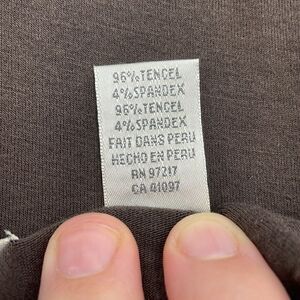 96% TENCEL
4% SPANDEX
96% TENCEL
4% SPANDEX
FAIT DANS PERU
HECHO EN PERU
RN 97217
CA 41097